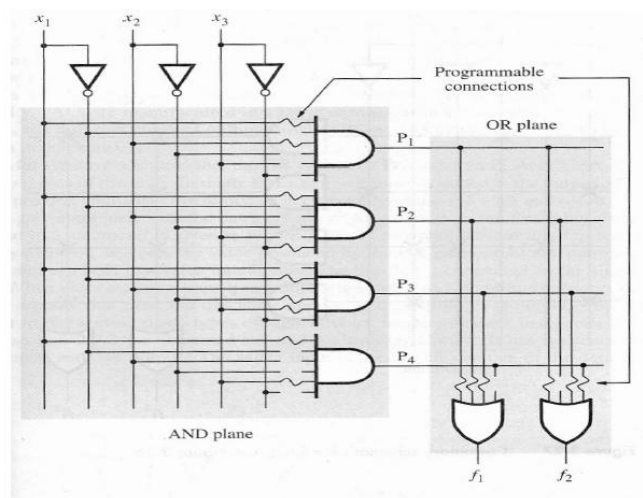 x1 x2 x3
Programmable
connections
OR plane
P1
P2
P3
P4
AND plane
f1 f2